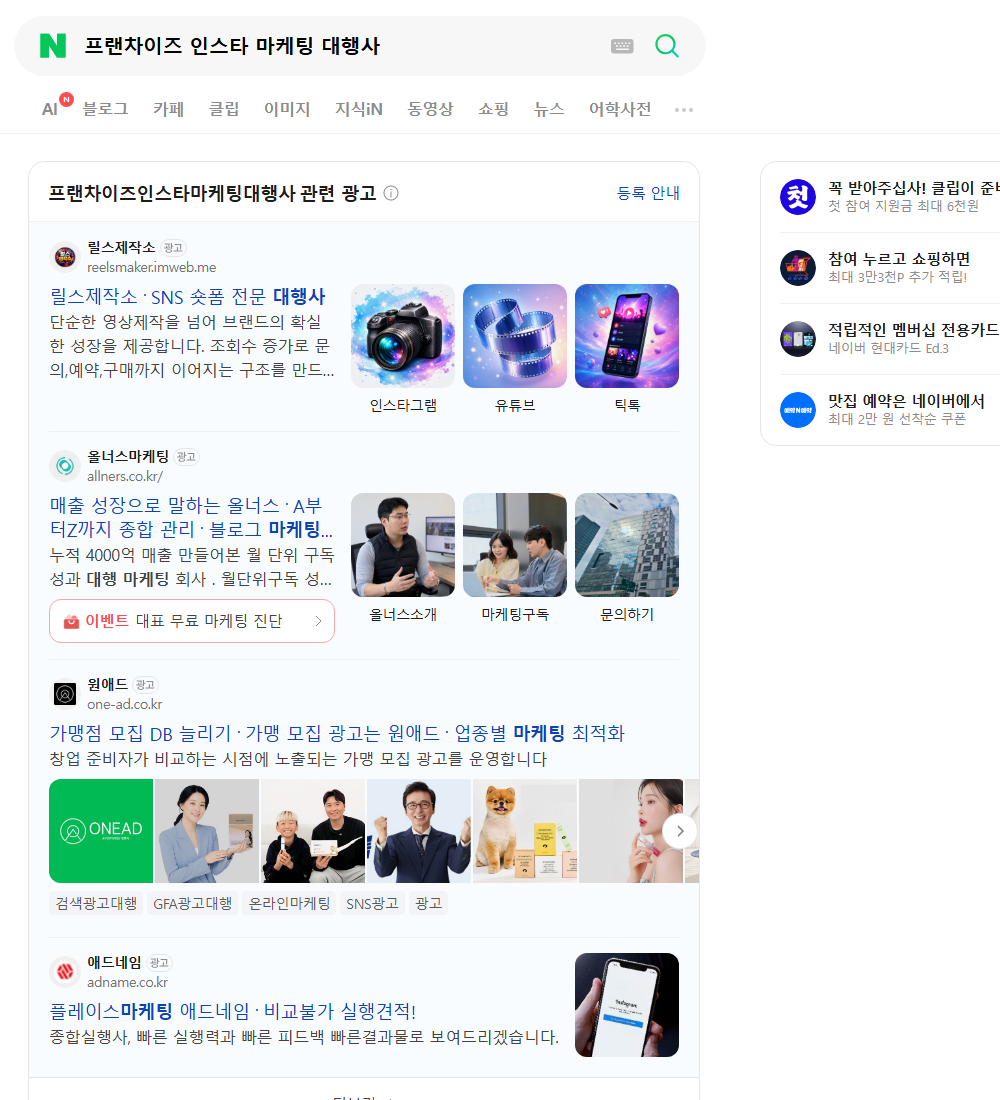 프랜차이즈 인스타 마케팅 대행사
AI N 블로그 카페 클립 이미지 지식iN 동영상 쇼핑 뉴스 어학사전
프랜차이즈인스타마케팅대행사 관련 광고
등록 안내
릴스제작소 광고
reelsmaker.imweb.me
릴스제작소 · SNS 숏폼 전문 대행사
단순한 영상제작을 넘어 브랜드의 확실
한 성장을 제공합니다. 조회수 증가로 문
의,예약,구매까지 이어지는 구조를 만드...
인스타그램 유튜브 틱톡
올너스마케팅 광고
allners.co.kr/
매출 성장으로 말하는 올너스 · A부
터Z까지 종합 관리 · 블로그 마케팅...
누적 4000억 매출 만들어본 월 단위 구독
성과 대행 마케팅 회사 . 월단위구독 성...
이벤트 대표 무료 마케팅 진단
올너스소개 마케팅구독 문의하기
원애드 광고
one-ad.co.kr
가맹점 모집 DB 늘리기 · 가맹 모집 광고는 원애드 · 업종별 마케팅 최적화
창업 준비자가 비교하는 시점에 노출되는 가맹 모집 광고를 운영합니다
ONEAD
검색광고대행 GFA광고대행 온라인마케팅 SNS광고 광고
애드네임 광고
adname.co.kr
플레이스마케팅 애드네임 · 비교불가 실행견적!
종합실행사, 빠른 실행력과 빠른 피드백 빠른결과물로 보여드리겠습니다.
Instagram
첫
꼭 받아주십사! 클립이 준비
첫 참여 지원금 최대 6천원
참여 누르고 쇼핑하면
최대 3만3천P 추가 적립!
적립적인 멤버십 전용카드
네이버 현대카드 Ed.3
맛집 예약은 네이버에서
최대 2만 원 선착순 쿠폰